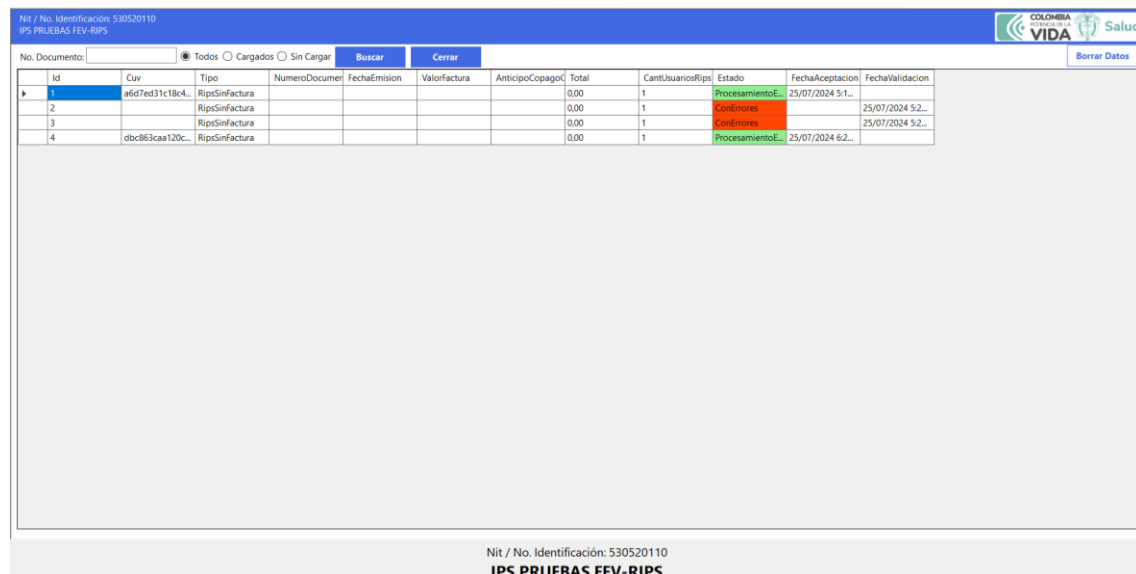 Nit / No. Identificación: 530520110
IPS PRUEBAS FEV-RIPS
COLOMBIA
POTENCIA DE LA
VIDA
Salud
No. Documento: Todos Cargados Sin Cargar Buscar Cerrar Borrar Datos
Id Cuv Tipo NumeroDocumer FechaEmision ValorFactura AnticipoCopagoC Total CantUsuariosRips Estado FechaAceptacion FechaValidacion
1 a6d7ed31c18c4... RipsSinFactura 0,00 1 ProcesamientoE... 25/07/2024 5:1...
2 RipsSinFactura 0,00 1 ConErrores 25/07/2024 5:2...
3 RipsSinFactura 0,00 1 ConErrores 25/07/2024 5:2...
4 dbc863caa120c... RipsSinFactura 0,00 1 ProcesamientoE... 25/07/2024 6:2...
Nit / No. Identificación: 530520110
IPS PRUEBAS FEV-RIPS